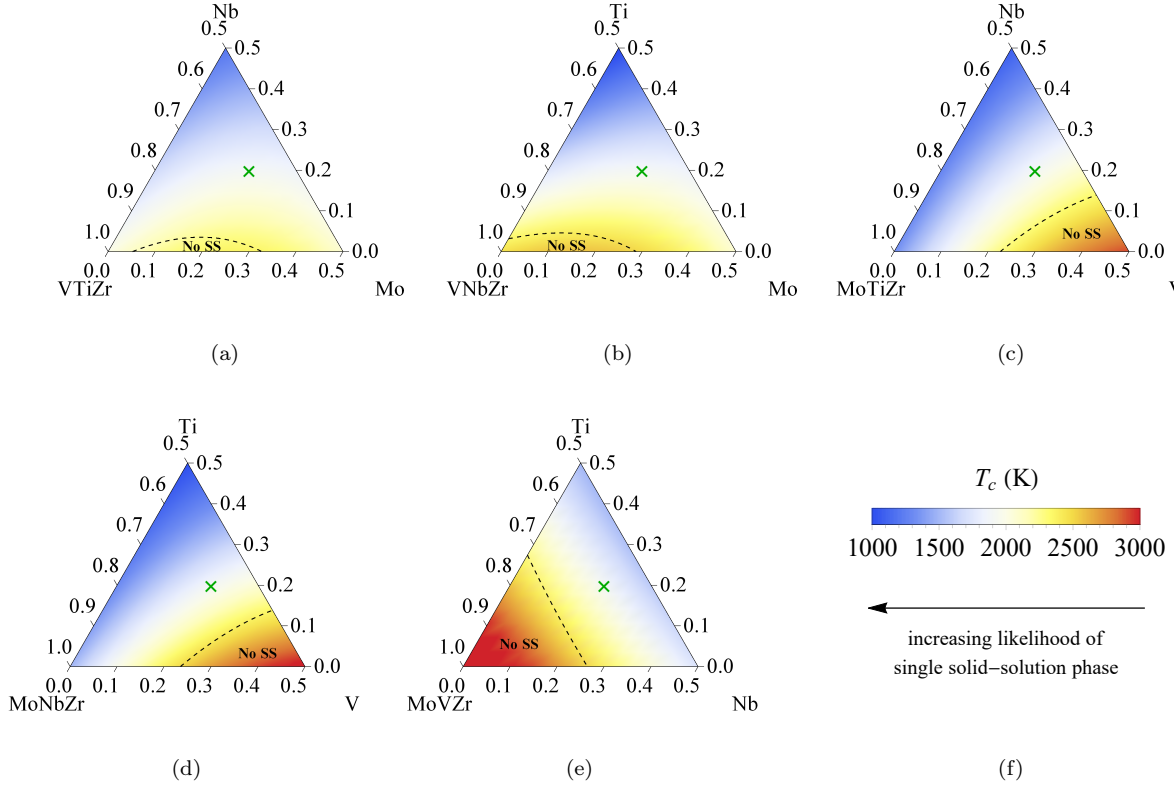 Nb
0.5
0.5
0.6
0.4
0.7
0.3
0.8
0.2
0.9
0.1
1.0
No SS
0.0
0.0 0.1 0.2 0.3 0.4 0.5
VTiZr Mo
(a)
Ti
0.5
0.5
0.6
0.4
0.7
0.3
0.8
0.2
0.9
0.1
1.0
No SS
0.0
0.0 0.1 0.2 0.3 0.4 0.5
VNbZr Mo
(b)
Nb
0.5
0.5
0.6
0.4
0.7
0.3
0.8
0.2
0.9
0.1
1.0
No SS
0.0
0.0 0.1 0.2 0.3 0.4 0.5
MoTiZr
(c)
Ti
0.5
0.5
0.6
0.4
0.7
0.3
0.8
0.2
0.9
0.1
1.0
No SS
0.0
0.0 0.1 0.2 0.3 0.4 0.5
MoNbZr V
(d)
Ti
0.5
0.5
0.6
0.4
0.7
0.3
0.8
0.2
0.9
0.1
1.0
No SS
0.0
0.0 0.1 0.2 0.3 0.4 0.5
MoVZr Nb
(e)
Tc (K)
1000 1500 2000 2500 3000
increasing likelihood of
single solid−solution phase
(f)